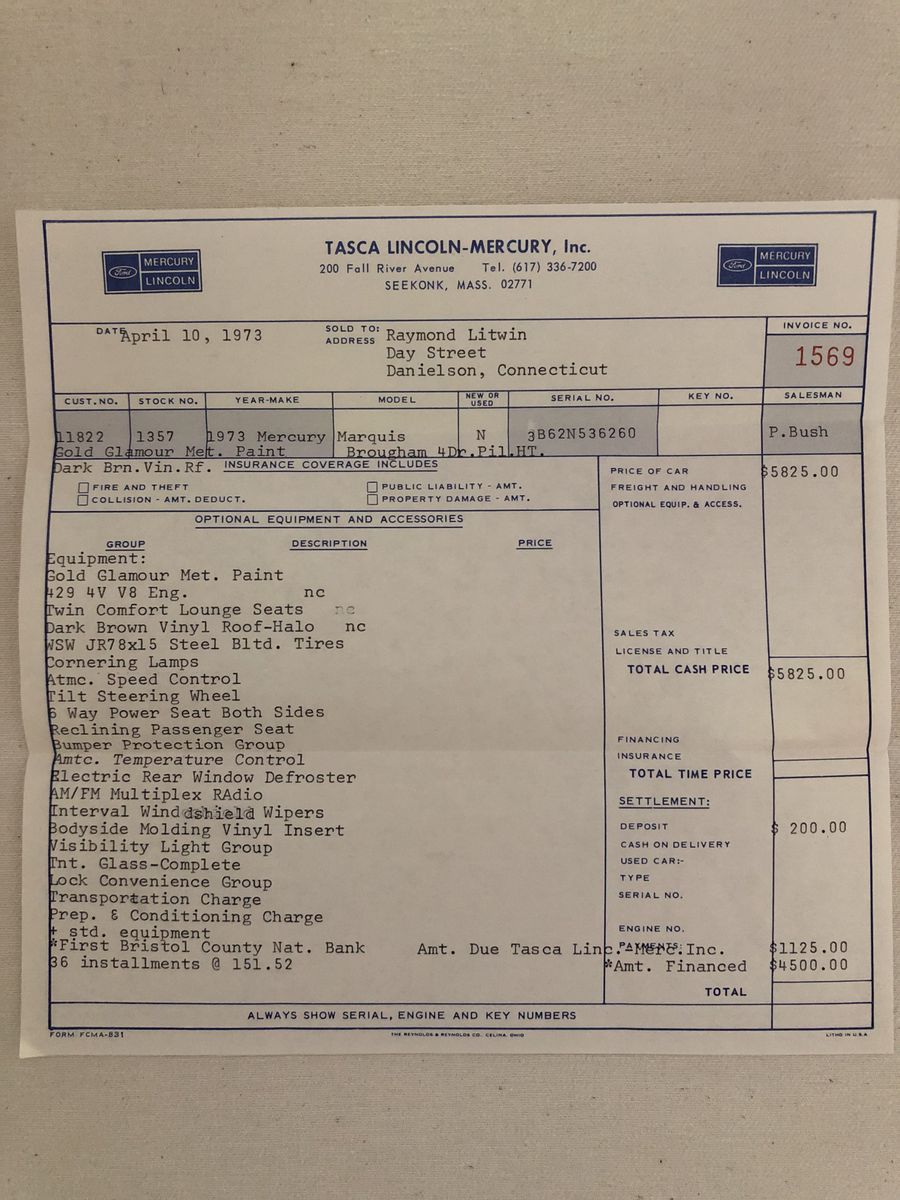 TASCA LINCOLN-MERCURY, Inc.
Ford MERCURY LINCOLN
200 Fall River Avenue Tel. (617) 336-7200
SEEKONK, MASS. 02771
Ford MERCURY LINCOLN
DATE April 10, 1973
SOLD TO: Raymond Litwin
ADDRESS Day Street
Danielson, Connecticut
INVOICE NO.
1569
CUST. NO. STOCK NO. YEAR-MAKE MODEL NEW OR USED SERIAL NO. KEY NO. SALESMAN
11822 1357 1973 Mercury Marquis N 3B62N536260 P.Bush
Gold Glamour Met. Paint Brougham 4Dr.Pil.HT.
Dark Brn.Vin.Rf. INSURANCE COVERAGE INCLUDES
FIRE AND THEFT PUBLIC LIABILITY - AMT.
COLLISION - AMT. DEDUCT. PROPERTY DAMAGE - AMT.
OPTIONAL EQUIPMENT AND ACCESSORIES
GROUP DESCRIPTION PRICE
Equipment:
Gold Glamour Met. Paint
429 4V V8 Eng. nc
Twin Comfort Lounge Seats nc
Dark Brown Vinyl Roof-Halo nc
WSW JR78x15 Steel Bltd. Tires
Cornering Lamps
Atmc. Speed Control
Tilt Steering Wheel
6 Way Power Seat Both Sides
Reclining Passenger Seat
Bumper Protection Group
Amtc. Temperature Control
Electric Rear Window Defroster
AM/FM Multiplex RAdio
Interval Windshield Wipers
Bodyside Molding Vinyl Insert
Visibility Light Group
Tnt. Glass-Complete
Lock Convenience Group
Transportation Charge
Prep. & Conditioning Charge
+ std. equipment
*First Bristol County Nat. Bank
36 installments @ 151.52
PRICE OF CAR $5825.00
FREIGHT AND HANDLING
OPTIONAL EQUIP. & ACCESS.
SALES TAX
LICENSE AND TITLE
TOTAL CASH PRICE $5825.00
FINANCING
INSURANCE
TOTAL TIME PRICE
SETTLEMENT:
DEPOSIT $ 200.00
CASH ON DELIVERY
USED CAR:-
TYPE
SERIAL NO.
ENGINE NO.
PAYMENTS:
Amt. Due Tasca Linc.-Merc.Inc. $1125.00
*Amt. Financed $4500.00
TOTAL
ALWAYS SHOW SERIAL, ENGINE AND KEY NUMBERS
FORM FCMA-831 THE REYNOLDS & REYNOLDS CO. CELINA, OHIO LITHO IN U.S.A.